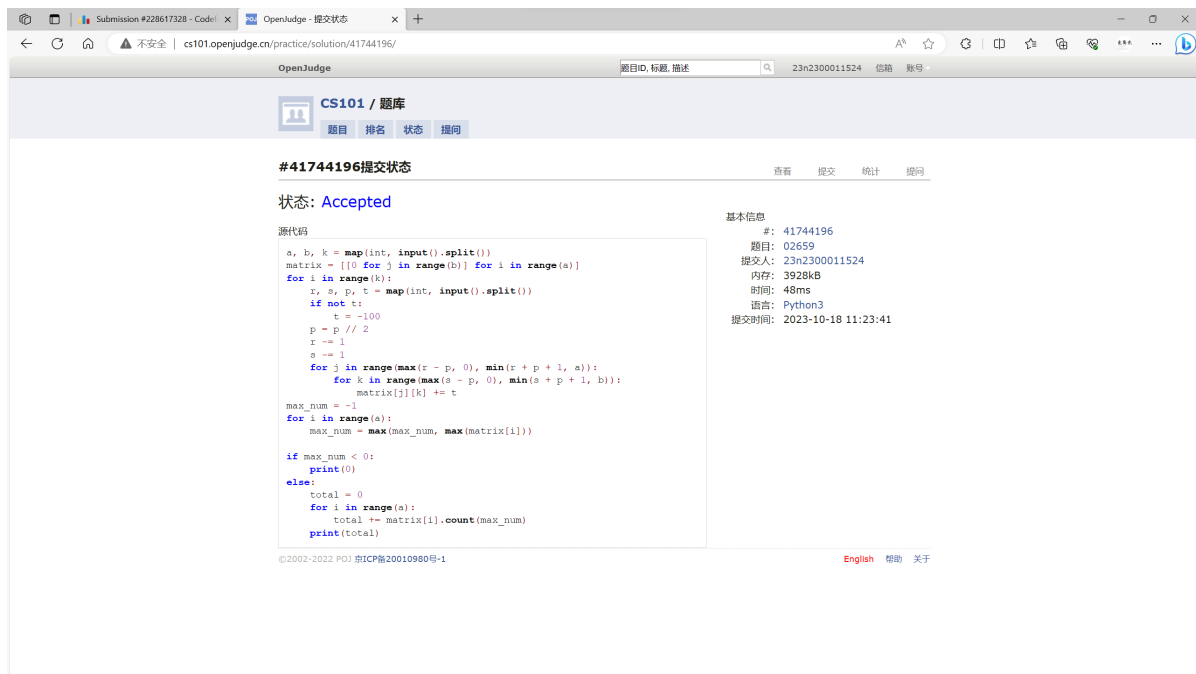 Submission #228617328 - Codef
OpenJudge - 提交状态
不安全 | cs101.openjudge.cn/practice/solution/41744196/
OpenJudge
题目ID, 标题, 描述
23n2300011524 信箱 账号
CS101 / 题库
题目 排名 状态 提问
#41744196提交状态
查看 提交 统计 提问
状态: Accepted
源代码
a, b, k = map(int, input().split())
matrix = [[0 for j in range(b)] for i in range(a)]
for i in range(k):
    r, s, p, t = map(int, input().split())
    if not t:
        t = -100
    p = p // 2
    r -= 1
    s -= 1
    for j in range(max(r - p, 0), min(r + p + 1, a)):
        for k in range(max(s - p, 0), min(s + p + 1, b)):
            matrix[j][k] += t
max_num = -1
for i in range(a):
    max_num = max(max_num, max(matrix[i]))
if max_num < 0:
    print(0)
else:
    total = 0
    for i in range(a):
        total += matrix[i].count(max_num)
    print(total)
基本信息
#: 41744196
题目: 02659
提交人: 23n2300011524
内存: 3928kB
时间: 48ms
语言: Python3
提交时间: 2023-10-18 11:23:41
©2002-2022 POJ 京ICP备20010980号-1
English 帮助 关于